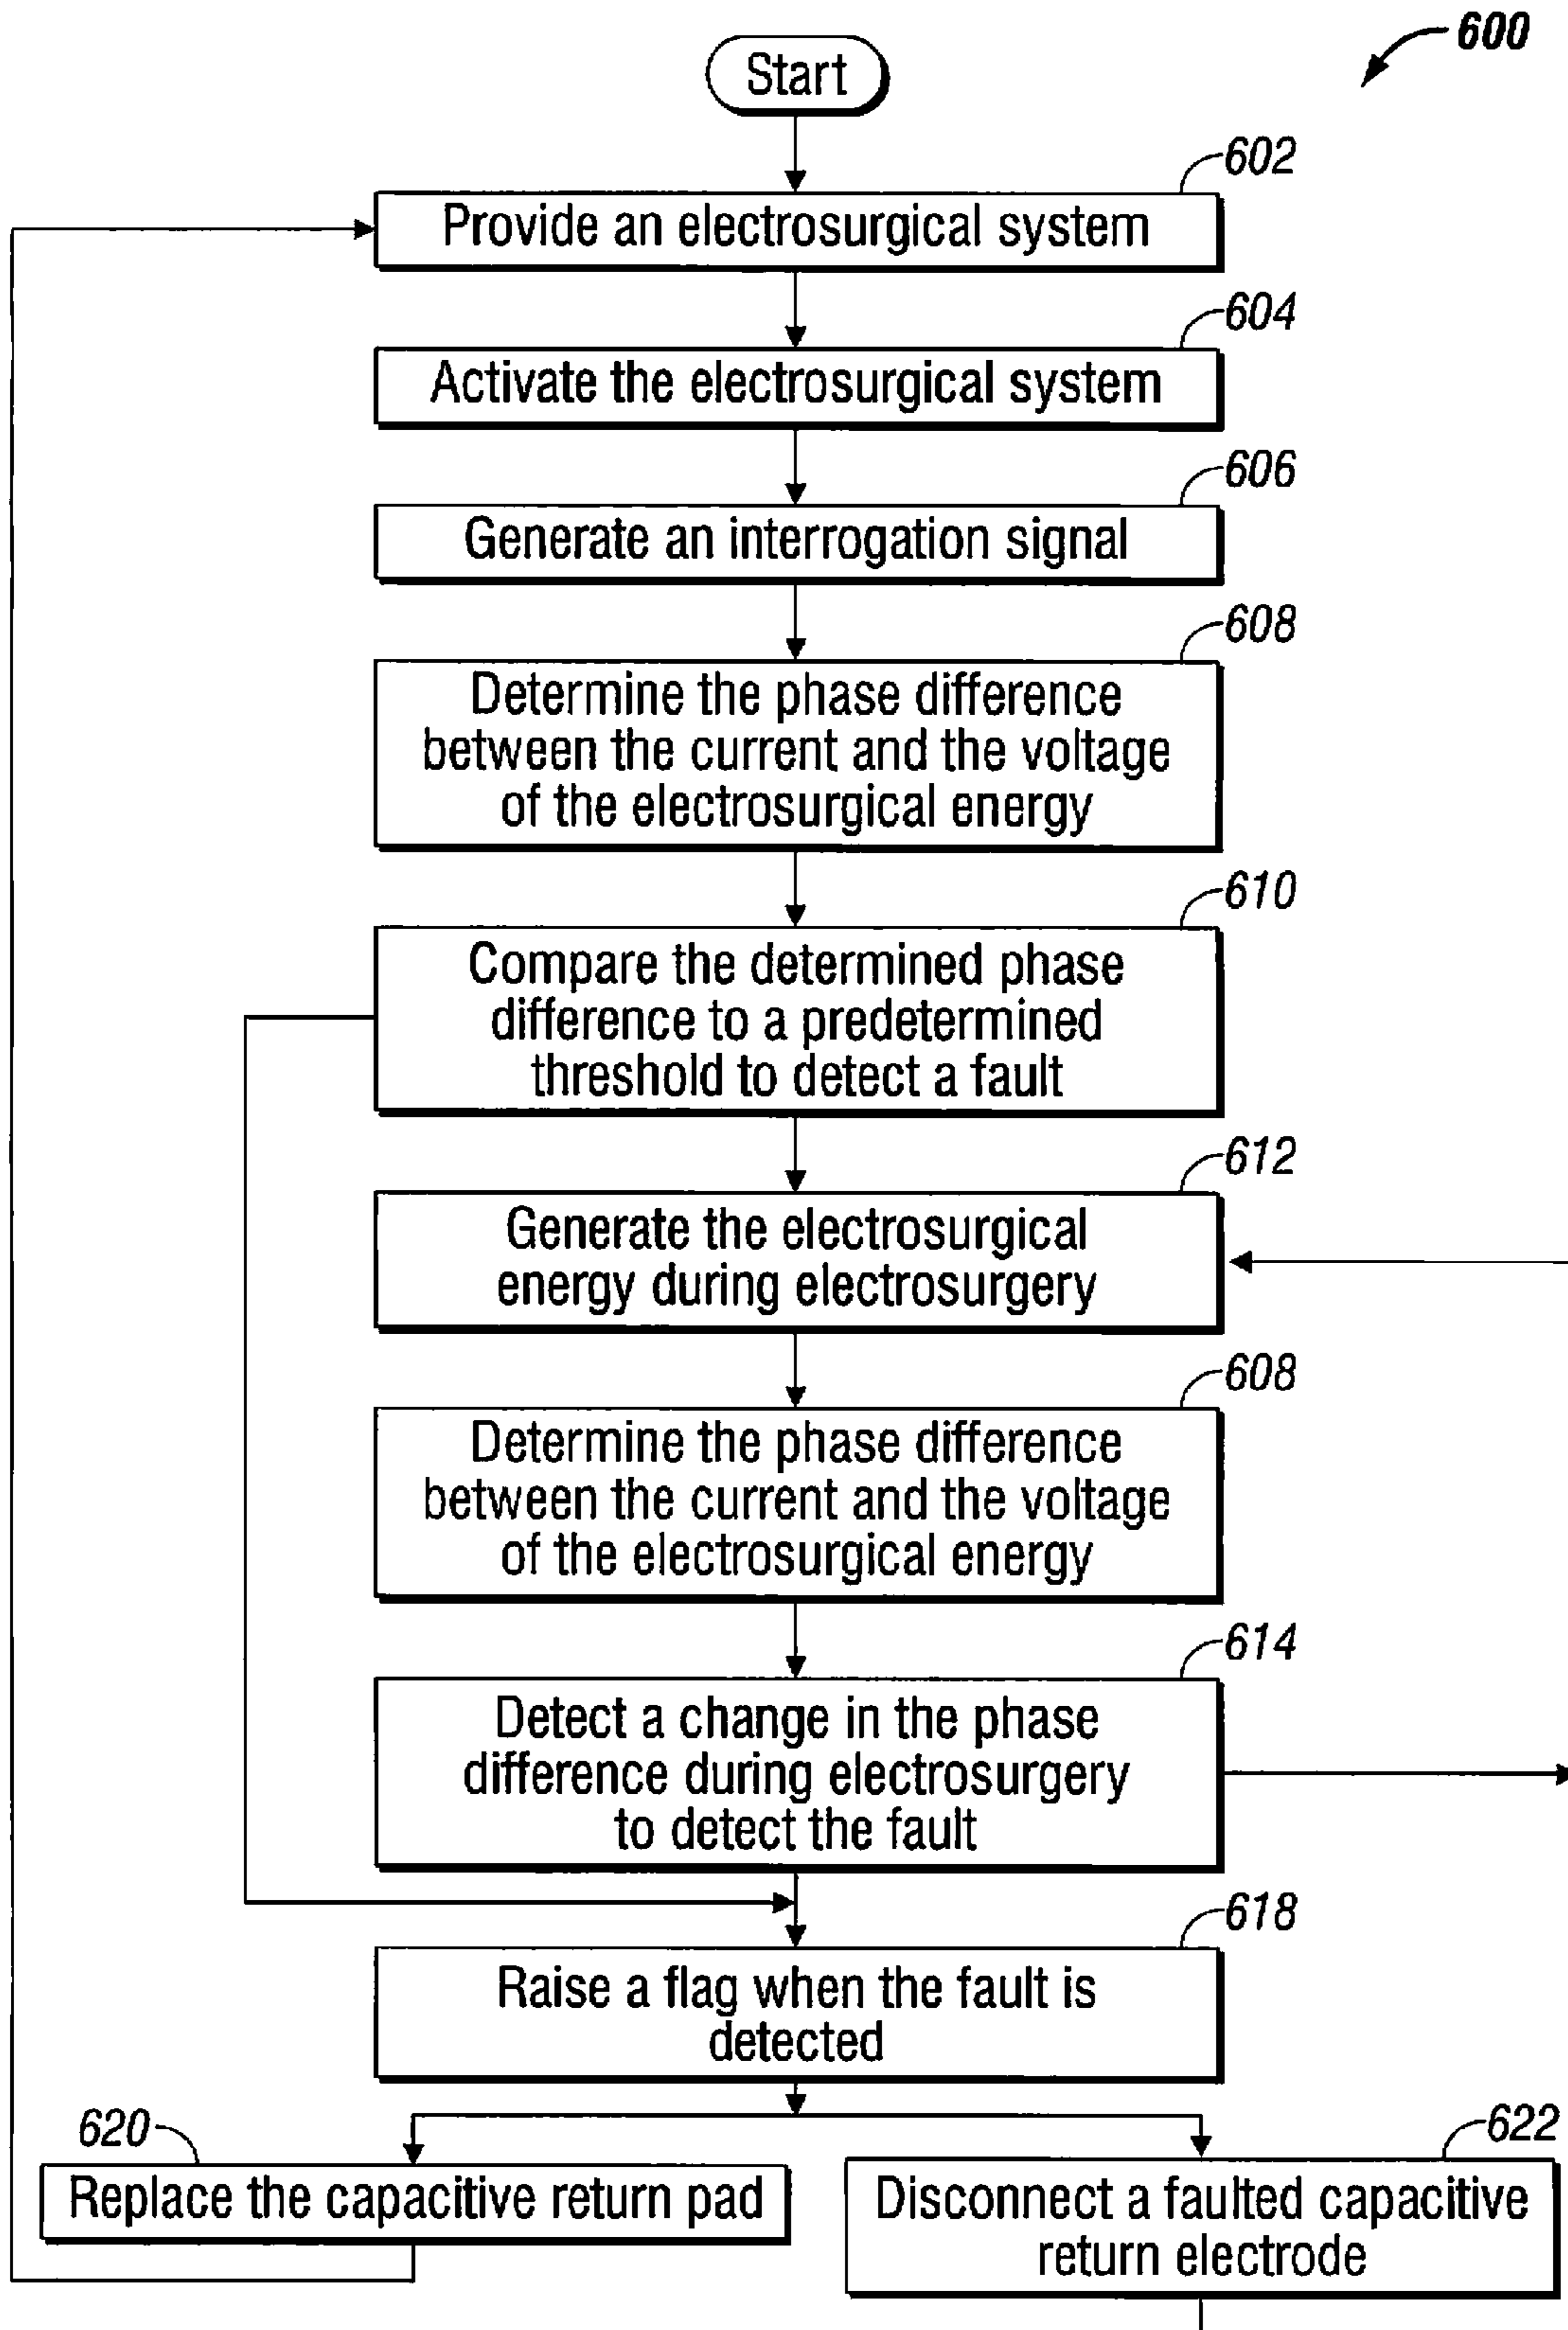 600
Start
602
Provide an electrosurgical system
604
Activate the electrosurgical system
606
Generate an interrogation signal
608
Determine the phase difference
between the current and the voltage
of the electrosurgical energy
610
Compare the determined phase
difference to a predetermined
threshold to detect a fault
612
Generate the electrosurgical
energy during electrosurgery
608
Determine the phase difference
between the current and the voltage
of the electrosurgical energy
614
Detect a change in the phase
difference during electrosurgery
to detect the fault
618
Raise a flag when the fault is
detected
620
Replace the capacitive return pad
622
Disconnect a faulted capacitive
return electrode